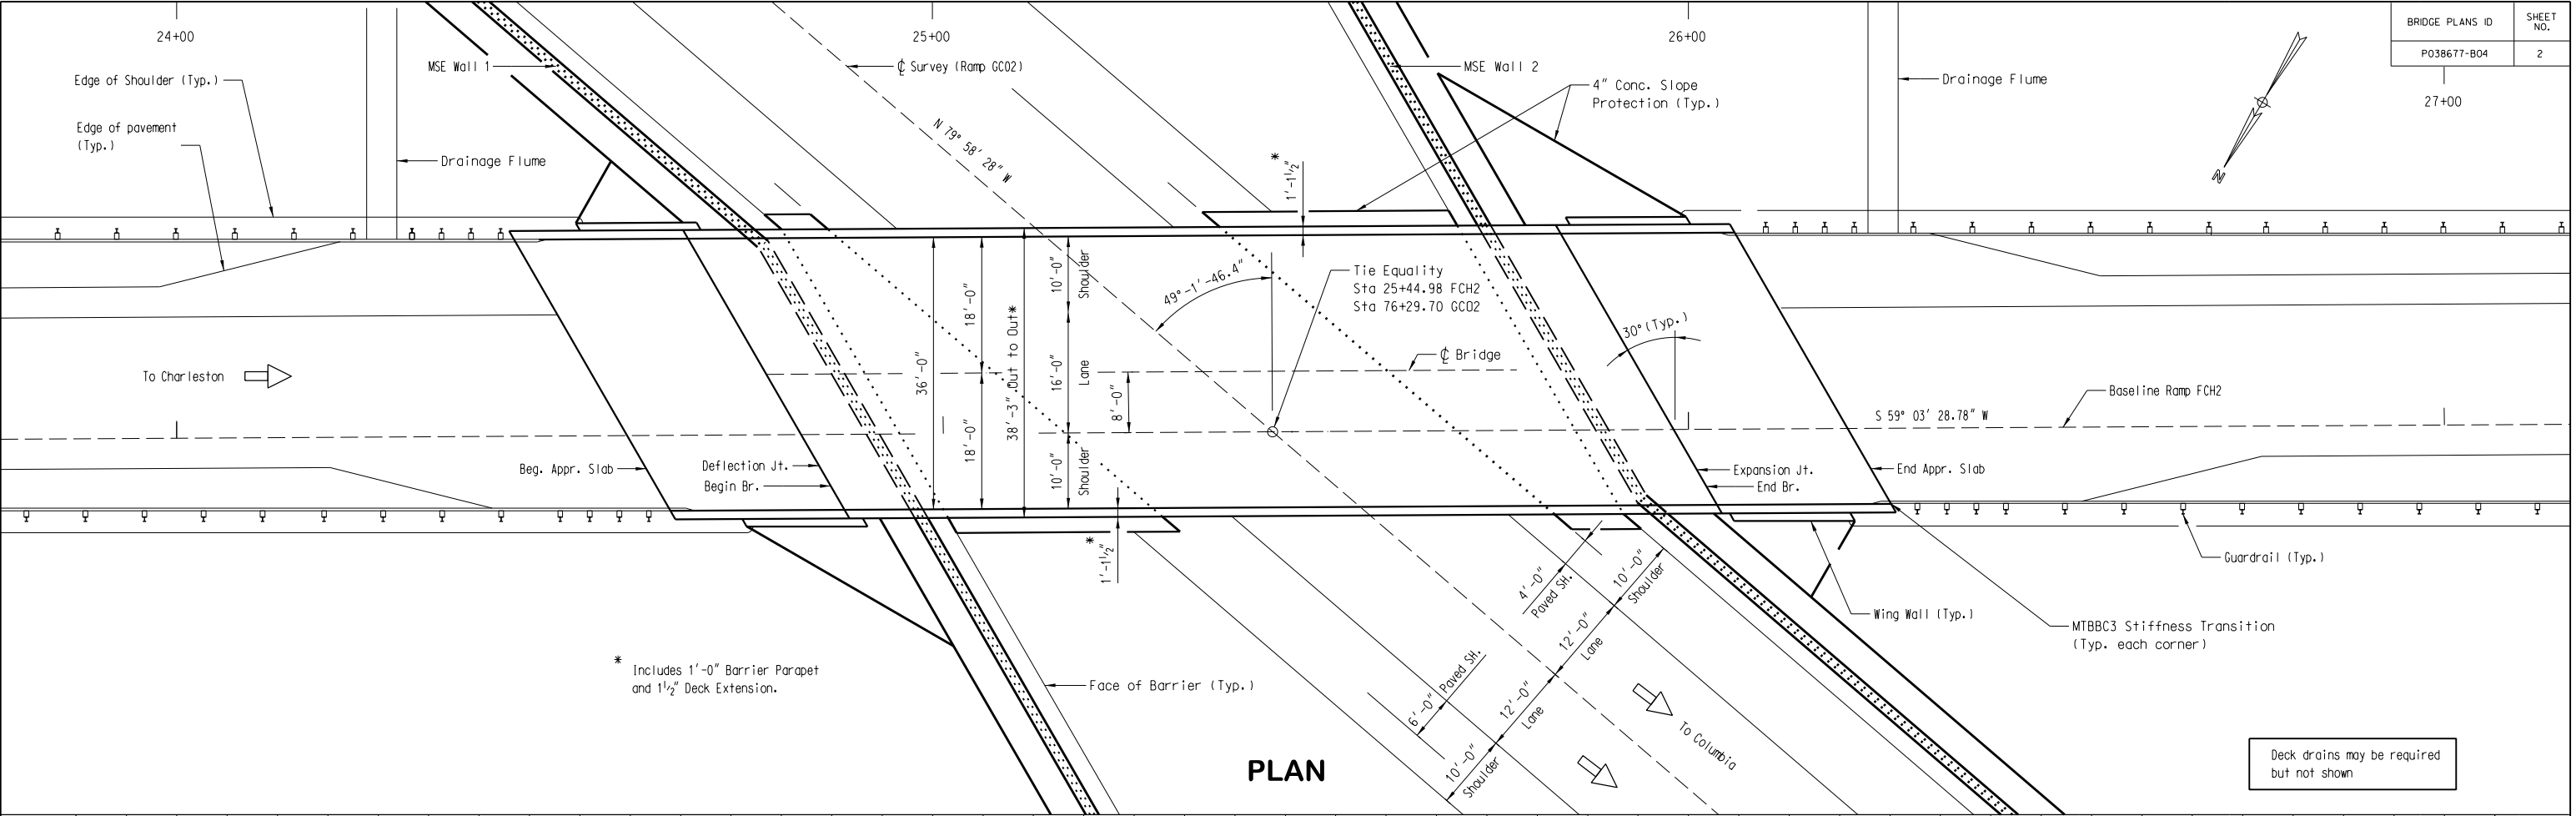 24+00
25+00
26+00
27+00
BRIDGE PLANS ID
SHEET
NO.
P038677-B04
2
Edge of Shoulder (Typ.)
MSE Wall 1
℄ Survey (Ramp GC02)
MSE Wall 2
4" Conc. Slope
Protection (Typ.)
Drainage Flume
Edge of pavement
(Typ.)
Drainage Flume
N 79° 58' 28" W
*
1'-1½"
N
49°-1'-46.4"
Tie Equality
Sta 25+44.98 FCH2
Sta 76+29.70 GC02
30° (Typ.)
36'-0"
18'-0"
18'-0"
38'-3" Out to Out*
10'-0"
Shoulder
16'-0"
Lane
10'-0"
Shoulder
8'-0"
℄ Bridge
To Charleston
Baseline Ramp FCH2
S 59° 03' 28.78" W
Beg. Appr. Slab
Deflection Jt.
Begin Br.
Expansion Jt.
End Br.
End Appr. Slab
*
1'-1½"
Guardrail (Typ.)
4'-0"
Paved SH.
10'-0"
Shoulder
12'-0"
Lane
12'-0"
Lane
10'-0"
Shoulder
6'-0" Paved SH.
Wing Wall (Typ.)
MTBBC3 Stiffness Transition
(Typ. each corner)
* Includes 1'-0" Barrier Parapet
and 1½" Deck Extension.
Face of Barrier (Typ.)
To Columbia
PLAN
Deck drains may be required
but not shown